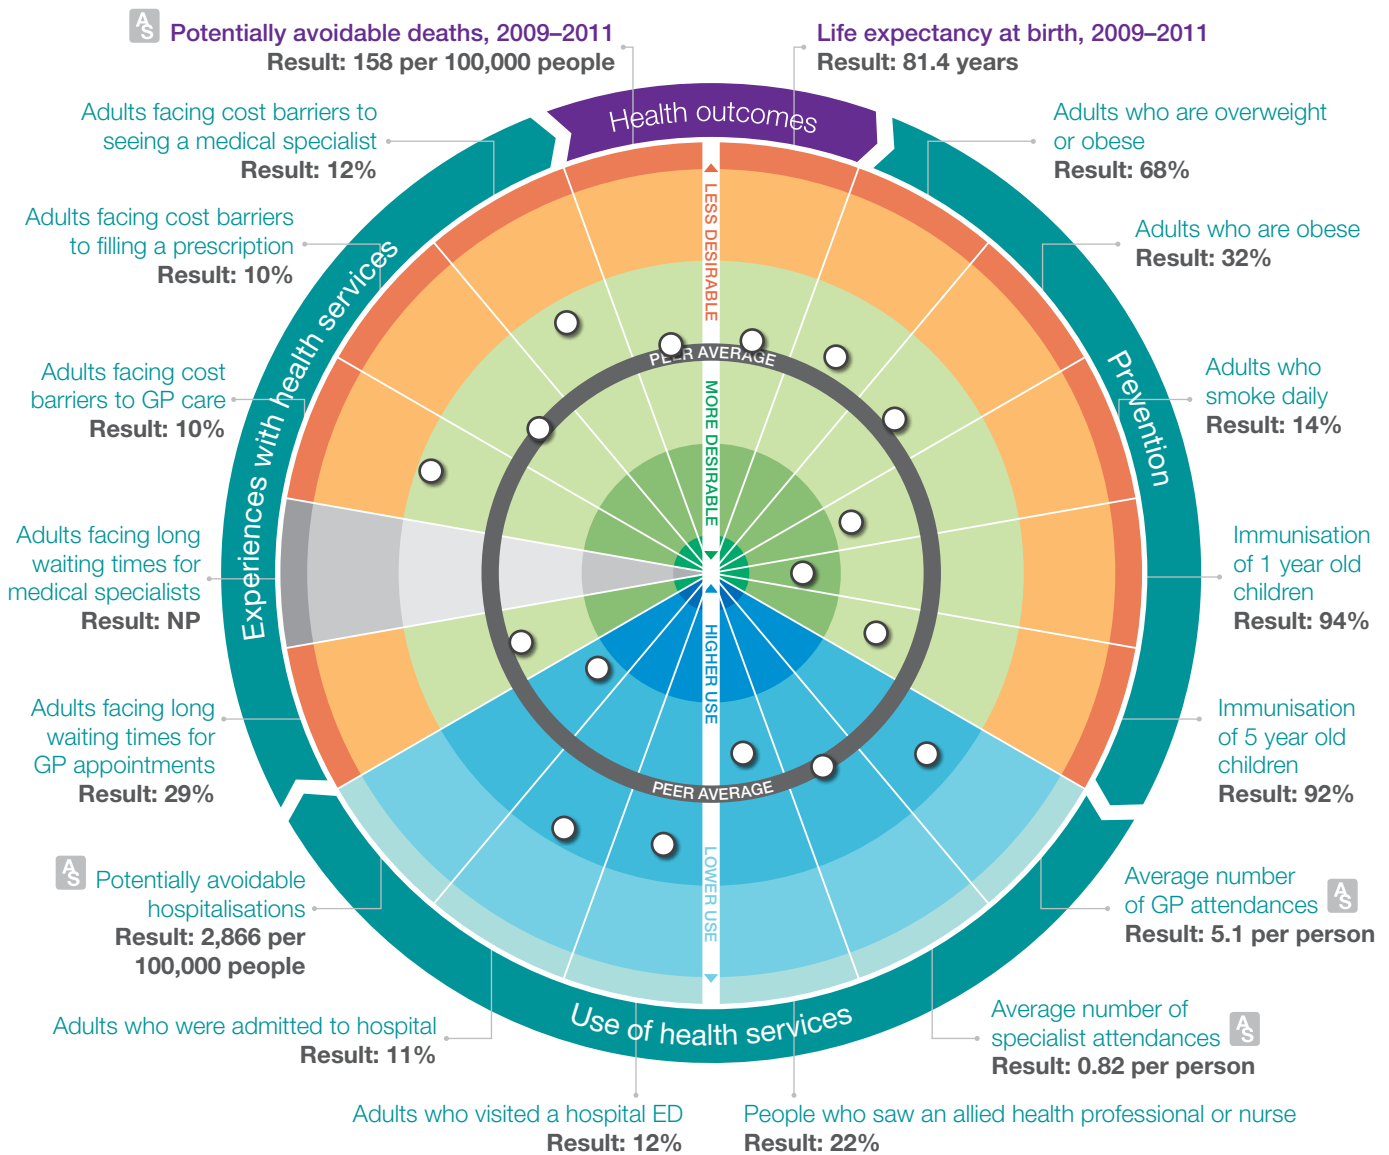 AS
Potentially avoidable deaths, 2009–2011
Result: 158 per 100,000 people
Life expectancy at birth, 2009–2011
Result: 81.4 years
Health outcomes
Adults facing cost barriers to
seeing a medical specialist
Result: 12%
Adults who are overweight
or obese
Result: 68%
Adults facing cost barriers
to filling a prescription
Result: 10%
Adults who are obese
Result: 32%
Adults facing cost
barriers to GP care
Result: 10%
Adults who
smoke daily
Result: 14%
Adults facing long
waiting times for
medical specialists
Result: NP
Immunisation
of 1 year old
children
Result: 94%
Adults facing long
waiting times for
GP appointments
Result: 29%
Immunisation
of 5 year old
children
Result: 92%
Experiences with health services
Prevention
LESS DESIRABLE
PEER AVERAGE
MORE DESIRABLE
HIGHER USE
PEER AVERAGE
LOWER USE
AS
Potentially avoidable
hospitalisations
Result: 2,866 per
100,000 people
Average number
of GP attendances
AS
Result: 5.1 per person
Adults who were admitted to hospital
Result: 11%
Use of health services
Average number of
specialist attendances
AS
Result: 0.82 per person
Adults who visited a hospital ED
Result: 12%
People who saw an allied health professional or nurse
Result: 22%